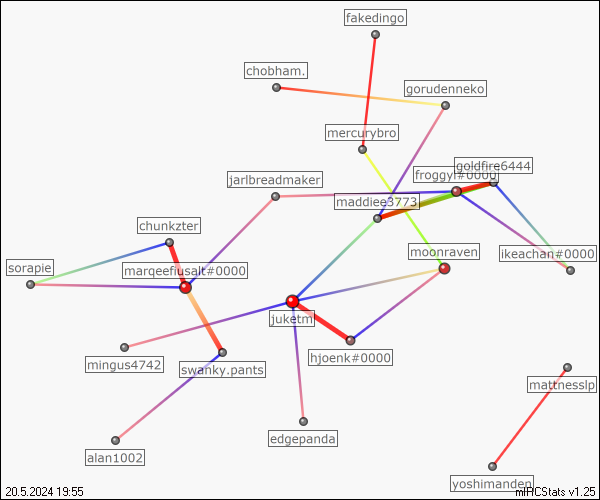 fakedingo
chobham.
gorudenneko
mercurybro
goldfire6444
froggyl#0000
jarlbreadmaker
maddiee3773
chunkzter
moonraven
ikeachan#0000
sorapie
marqeefiusalt#0000
juketm
hjoenk#0000
mingus4742
swanky.pants
mattnesslp
edgepanda
alan1002
yoshimanden
20.5.2024 19:55
mIRCStats v1.25